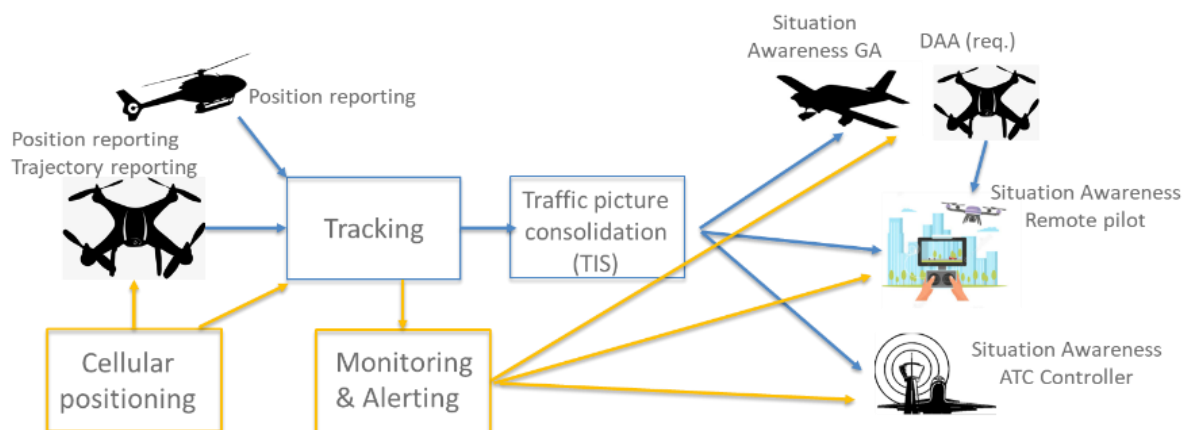 Situation
Awareness GA
DAA (req.)
Position reporting
Position reporting
Trajectory reporting
Tracking
Traffic picture
consolidation
(TIS)
Situation Awareness
Remote pilot
Cellular
positioning
Monitoring
& Alerting
Situation Awareness
ATC Controller